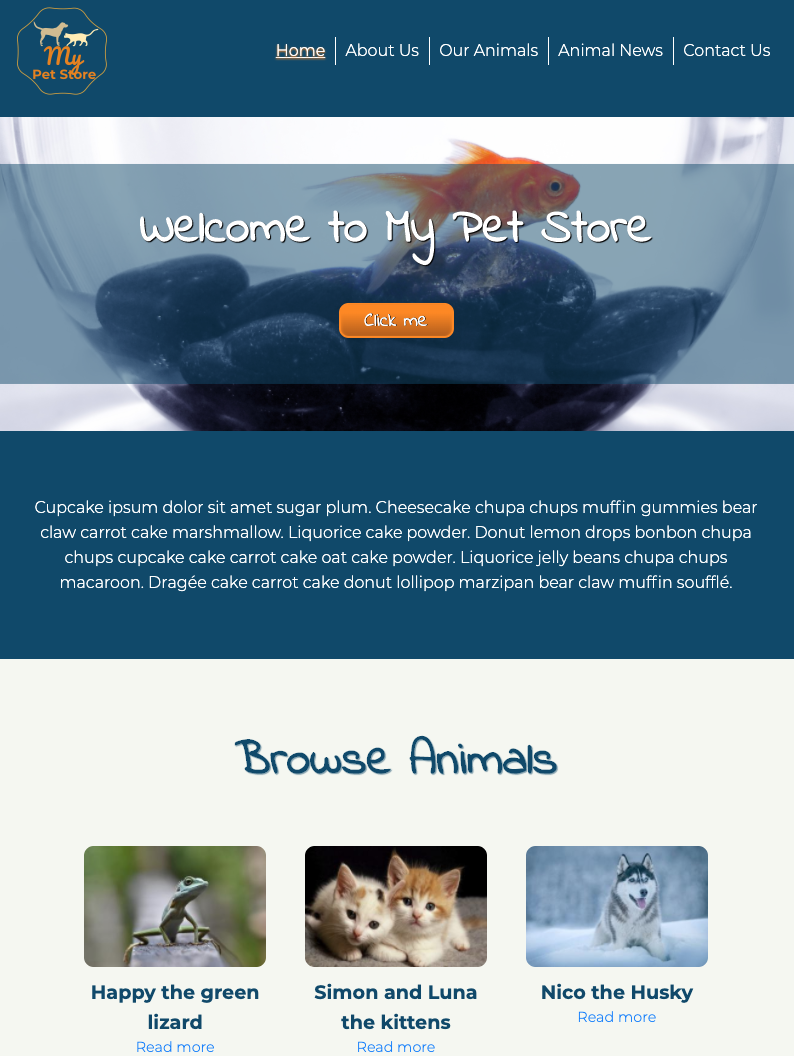 My
Pet Store
Home
About Us
Our Animals
Animal News
Contact Us
Welcome to My Pet Store
Click me
Cupcake ipsum dolor sit amet sugar plum. Cheesecake chupa chups muffin gummies bear
claw carrot cake marshmallow. Liquorice cake powder. Donut lemon drops bonbon chupa
chups cupcake cake carrot cake oat cake powder. Liquorice jelly beans chupa chups
macaroon. Dragée cake carrot cake donut lollipop marzipan bear claw muffin soufflé.
Browse Animals
Happy the green
lizard
Read more
Simon and Luna
the kittens
Read more
Nico the Husky
Read more